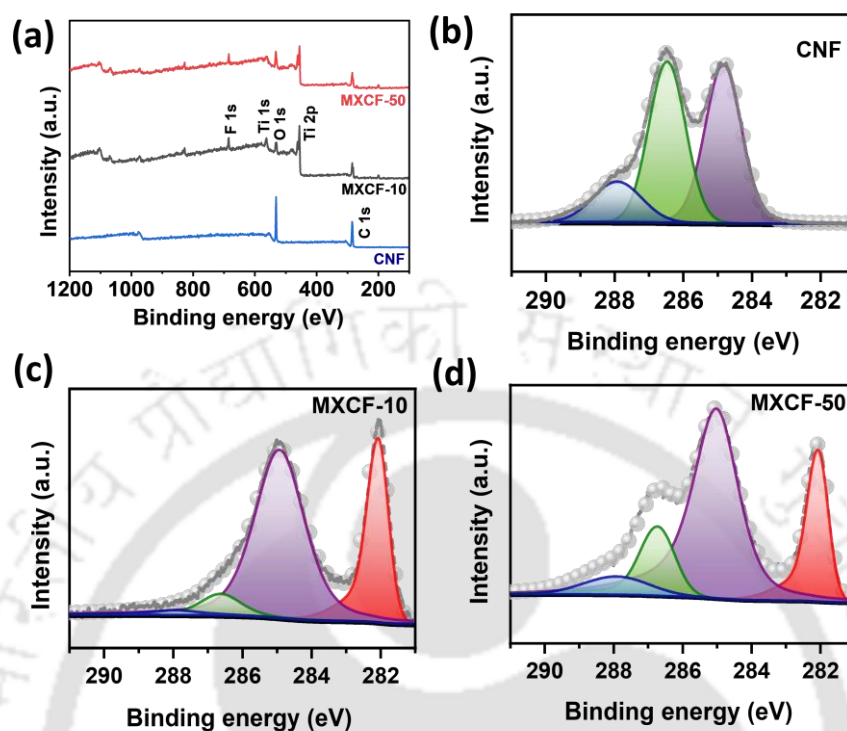 (a)
Intensity (a.u.)
MXCF-50
F 1s
Ti 1s
O 1s
Ti 2p
MXCF-10
C 1s
CNF
1200 1000 800 600 400 200
Binding energy (eV)
(b)
CNF
Intensity (a.u.)
290 288 286 284 282
Binding energy (eV)
(c)
MXCF-10
Intensity (a.u.)
290 288 286 284 282
Binding energy (eV)
(d)
MXCF-50
Intensity (a.u.)
290 288 286 284 282
Binding energy (eV)